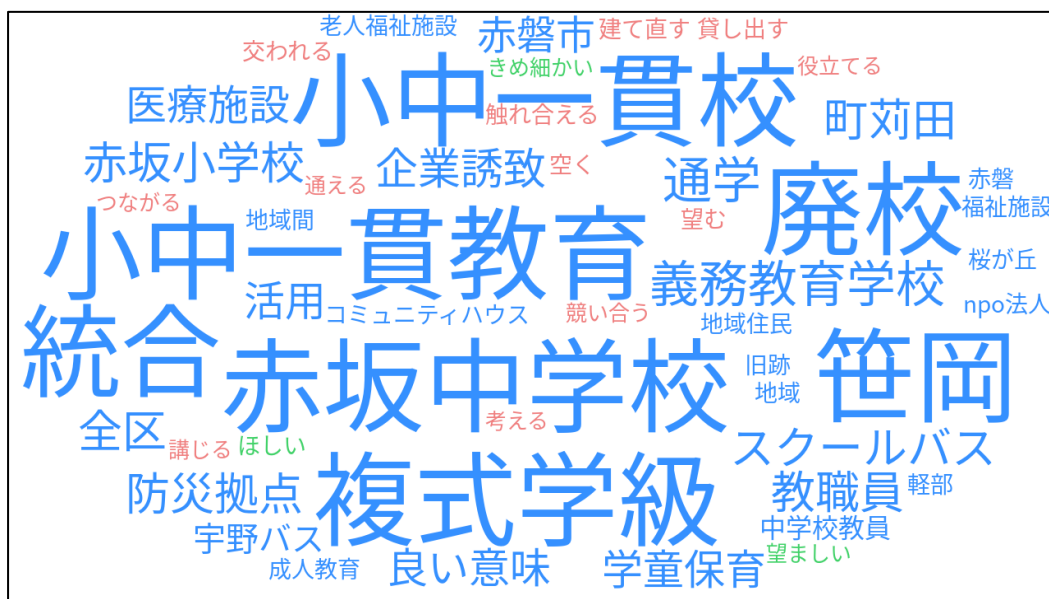 老人福祉施設
赤磐市
建て直す
貸し出す
交われる
きめ細かい
役立てる
小中一貫校
医療施設
触れ合える
町苅田
赤坂小学校
企業誘致
空く
通学
廃校
赤磐
通える
つながる
福祉施設
地域間
望む
小中一貫教育
桜が丘
義務教育学校
活用
コミュニティハウス
競い合う
npo法人
地域住民
統合
赤坂中学校
笹岡
旧跡
地域
全区
考える
講じる
ほしい
スクールバス
複式学級
防災拠点
教職員
軽部
宇野バス
中学校教員
望ましい
成人教育
良い意味
学童保育